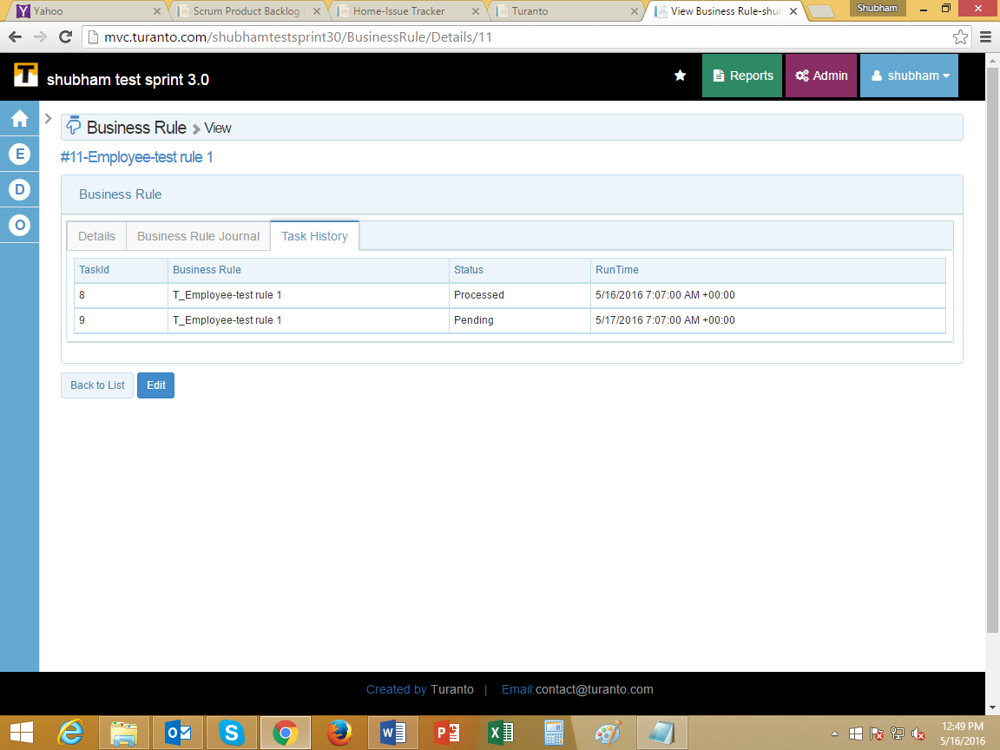 Yahoo
Scrum Product Backlog
Home-Issue Tracker
Turanto
View Business Rule-shub
Shubham
mvc.turanto.com/shubhamtestsprint30/BusinessRule/Details/11
T
shubham test sprint 3.0
Reports
Admin
shubham
E
D
O
Business Rule > View
#11-Employee-test rule 1
Business Rule
Details
Business Rule Journal
Task History
TaskId Business Rule Status RunTime
8 T_Employee-test rule 1 Processed 5/16/2016 7:07:00 AM +00:00
9 T_Employee-test rule 1 Pending 5/17/2016 7:07:00 AM +00:00
Back to List
Edit
Created by Turanto | Email:contact@turanto.com
12:49 PM
5/16/2016